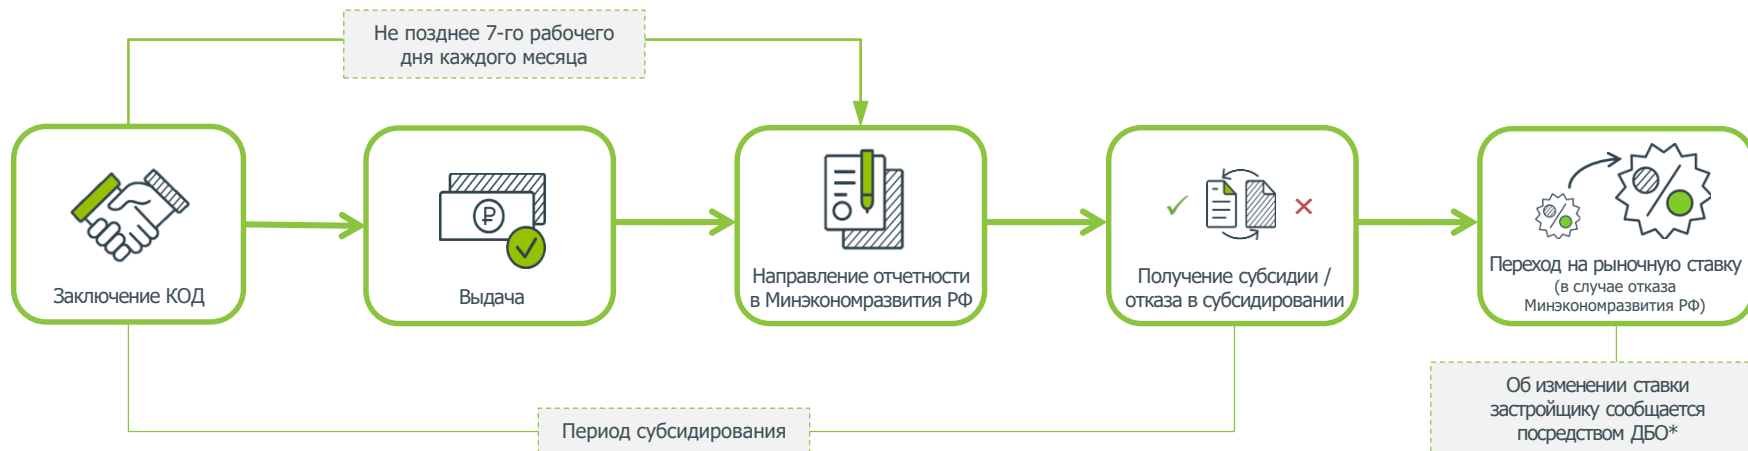 Не позднее 7-го рабочего
дня каждого месяца
Заключение КОД
Выдача
Направление отчетности
в Минэкономразвития РФ
Получение субсидии /
отказа в субсидировании
Переход на рыночную ставку
(в случае отказа
Минэкономразвития РФ)
Период субсидирования
Об изменении ставки
застройщику сообщается
посредством ДБО*